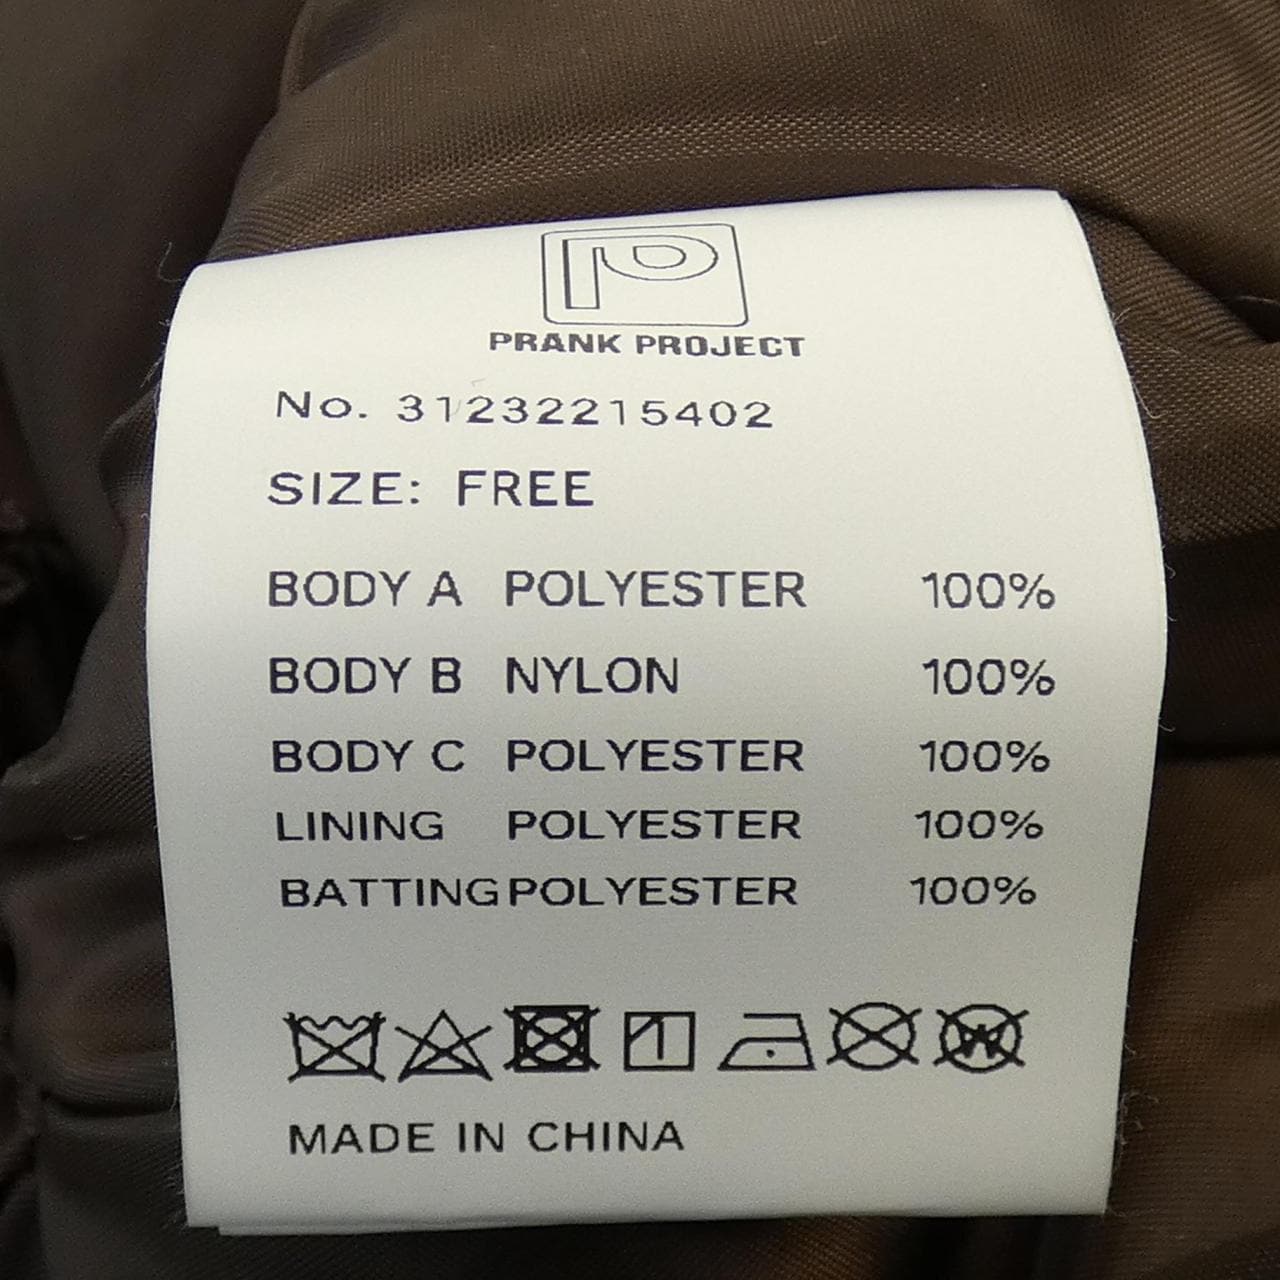 P
PRANK PROJECT
No. 31232215402
SIZE: FREE
BODY A POLYESTER 100%
BODY B NYLON 100%
BODY C POLYESTER 100%
LINING POLYESTER 100%
BATTING POLYESTER 100%
W
MADE IN CHINA